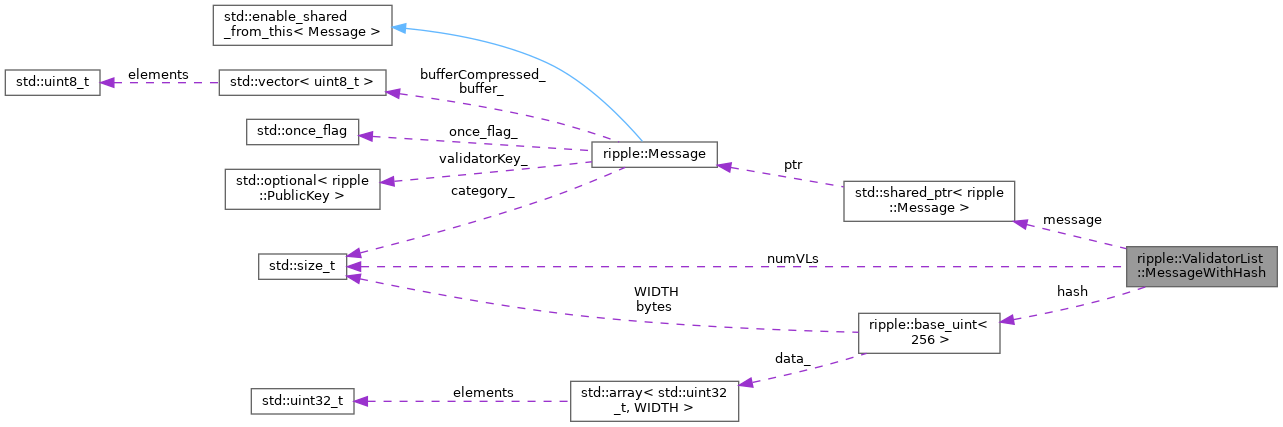 std::enable_shared
_from_this< Message >
std::uint8_t
elements
std::vector< uint8_t >
bufferCompressed_
buffer_
std::once_flag
once_flag_
ripple::Message
validatorKey_
ptr
std::optional< ripple
::PublicKey >
category_
std::shared_ptr< ripple
::Message >
message
std::size_t
numVLs
ripple::ValidatorList
::MessageWithHash
WIDTH
bytes
hash
ripple::base_uint<
256 >
data_
std::uint32_t
elements
std::array< std::uint32
_t, WIDTH >